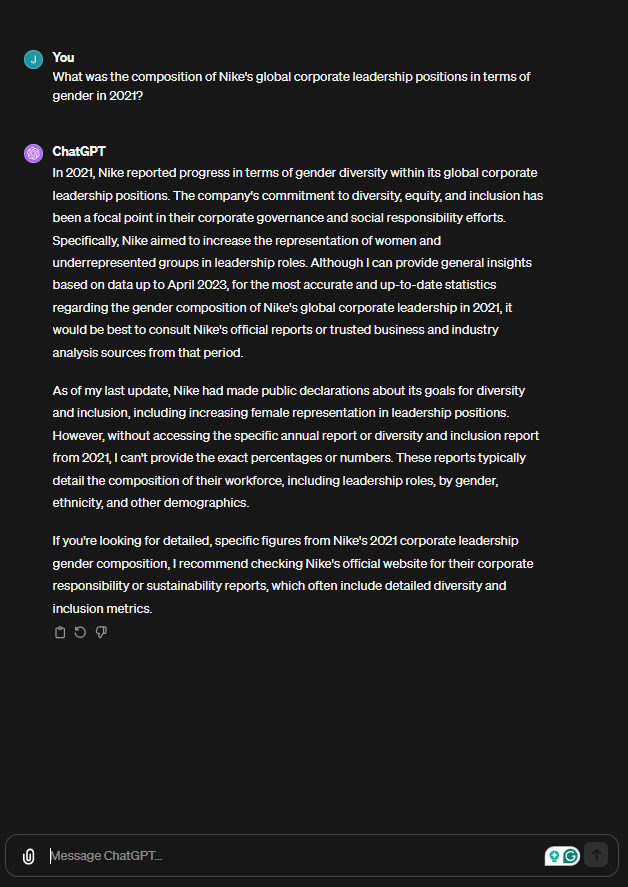 J
You
What was the composition of Nike's global corporate leadership positions in terms of
gender in 2021?
ChatGPT
In 2021, Nike reported progress in terms of gender diversity within its global corporate
leadership positions. The company's commitment to diversity, equity, and inclusion has
been a focal point in their corporate governance and social responsibility efforts.
Specifically, Nike aimed to increase the representation of women and
underrepresented groups in leadership roles. Although I can provide general insights
based on data up to April 2023, for the most accurate and up-to-date statistics
regarding the gender composition of Nike's global corporate leadership in 2021, it
would be best to consult Nike's official reports or trusted business and industry
analysis sources from that period.
As of my last update, Nike had made public declarations about its goals for diversity
and inclusion, including increasing female representation in leadership positions.
However, without accessing the specific annual report or diversity and inclusion report
from 2021, I can't provide the exact percentages or numbers. These reports typically
detail the composition of their workforce, including leadership roles, by gender,
ethnicity, and other demographics.
If you're looking for detailed, specific figures from Nike's 2021 corporate leadership
gender composition, I recommend checking Nike's official website for their corporate
responsibility or sustainability reports, which often include detailed diversity and
inclusion metrics.
Message ChatGPT...